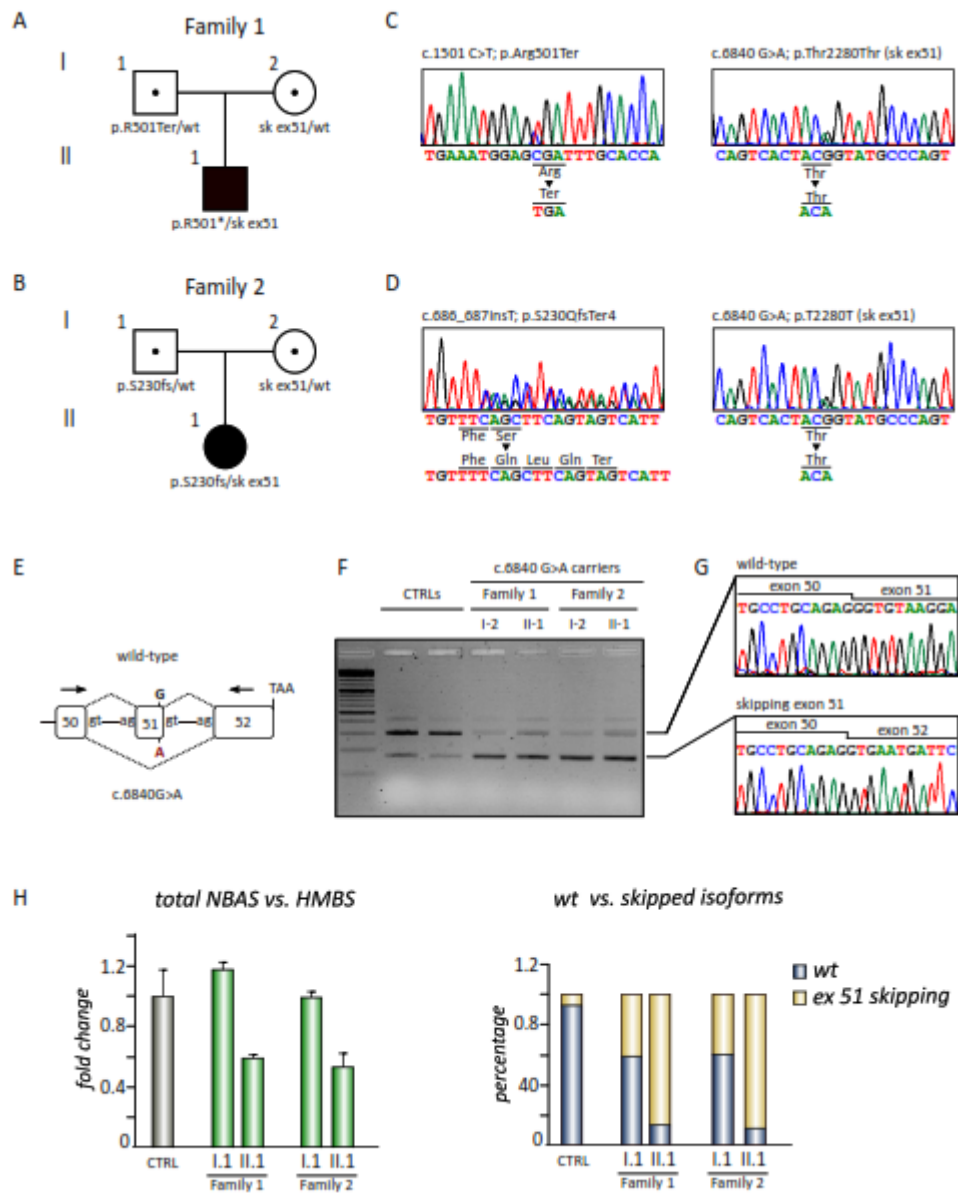 A
Family 1
I
1
2
p.R501Ter/wt
sk ex51/wt
II
1
p.R501*/sk ex51
B
Family 2
I
1
2
p.S230fs/wt
sk ex51/wt
II
1
p.S230fs/sk ex51
C
c.1501 C>T; p.Arg501Ter
TGAAATGGAGCGATTTGCACCA
Arg
Ter
TGA
c.6840 G>A; p.Thr2280Thr (sk ex51)
CAGTCACTACGGTATGCCCAGT
Thr
Thr
ACA
D
c.686_687insT; p.S230QfsTer4
TGTTTCAGCTTCAGTAGTCATT
Phe Ser
Phe Gln Leu Gln Ter
TGTTTTCAGCTTCAGTAGTCATT
c.6840 G>A; p.T2280T (sk ex51)
CAGTCACTACGGTATGCCCAGT
Thr
Thr
ACA
E
wild-type
G
TAA
50 gt ag 51 gt ag 52
A
c.6840G>A
F
c.6840 G>A carriers
CTRLs Family 1 Family 2
I-2 II-1 I-2 II-1
G
wild-type
exon 50 exon 51
TGCCTGCAGAGGGTGTAAGGA
skipping exon 51
exon 50 exon 52
TGCCTGCAGAGGTGAATGATTC
H
total NBAS vs. HMBS
fold change
1.2
0.8
0.4
0
CTRL
I.1 II.1 I.1 II.1
Family 1 Family 2
wt vs. skipped isoforms
percentage
1.2
0.8
40
0
CTRL
I.1 II.1 I.1 II.1
Family 1 Family 2
wt
ex 51 skipping